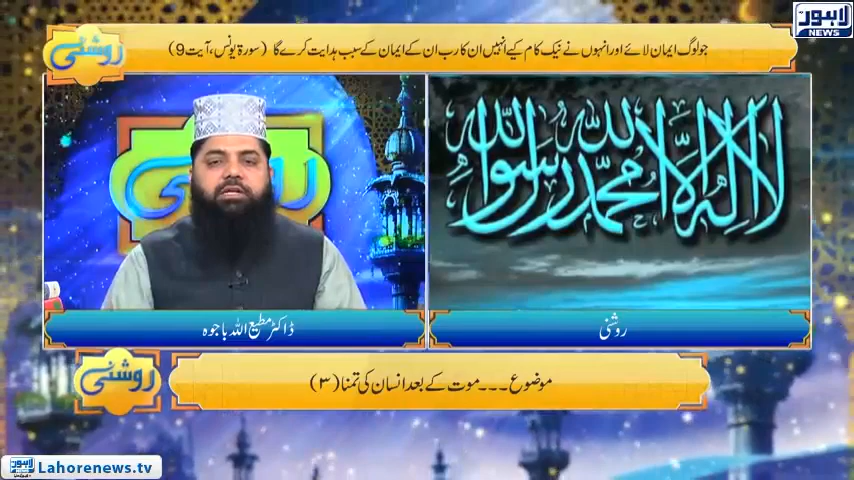 لاہور
NEWS
روشنی
جو لوگ ایمان لائے اور انہوں نے نیک کام کیے انہیں ان کا رب ان کے ایمان کے سبب ہدایت کرے گا (سورۃ یونس، آیت 9)
لا الہ الا اللہ محمد رسول اللہ
ڈاکٹر مطیع اللہ باجوہ
روشنی
روشنی
موضوع ۔۔۔ موت کے بعد انسان کی تمنا (۳)
لاہور
Lahorenews.tv